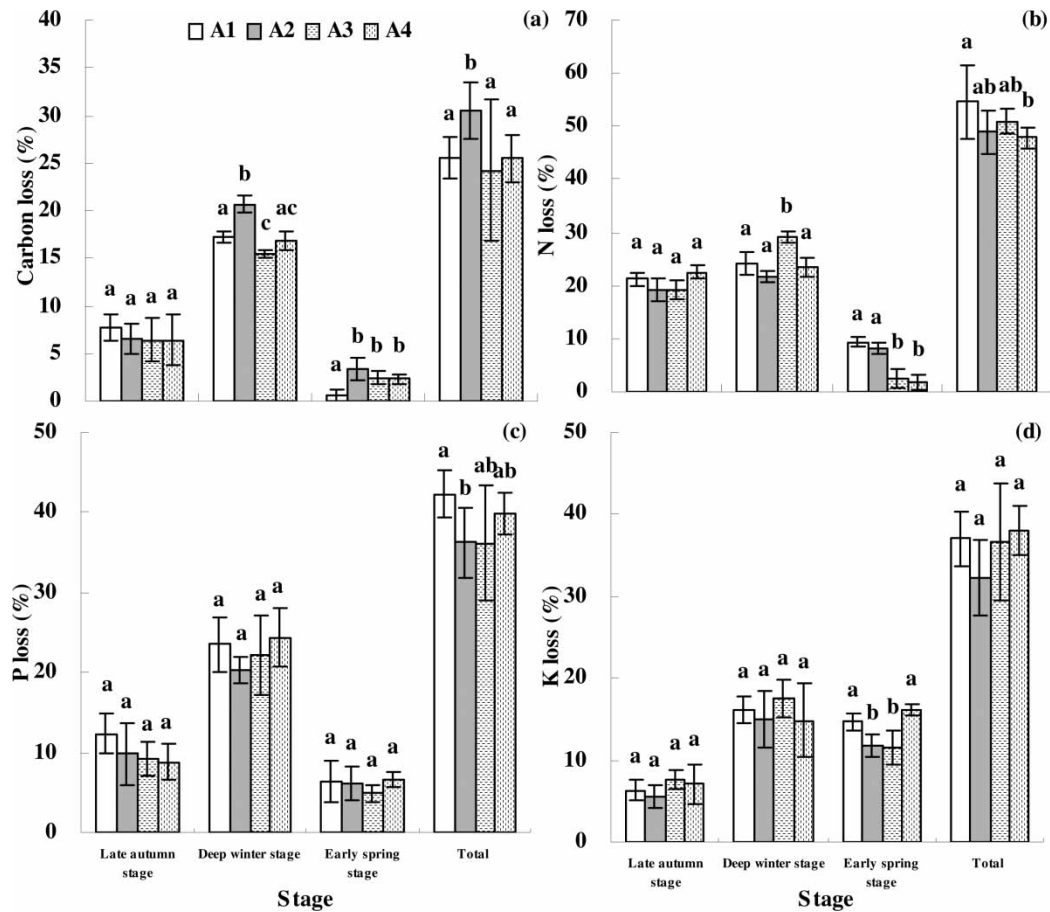 (a)
A1 A2 A3 A4
Carbon loss (%)
40
35
30
25
20
15
10
5
0
a a a a
a b c ac
a b b b
a b a a
(b)
N loss (%)
70
60
50
40
30
20
10
0
a a a a
a a b a
a a b b
a ab ab b
(c)
P loss (%)
50
40
30
20
10
0
a a a a
a a a a
a a a a
a b ab ab
Late autumn
stage
Deep winter stage
Early spring
stage
Total
Stage
(d)
K loss (%)
50
40
30
20
10
0
a a a a
a a a a
a b b a
a a a a
Late autumn
stage
Deep winter stage
Early spring
stage
Total
Stage